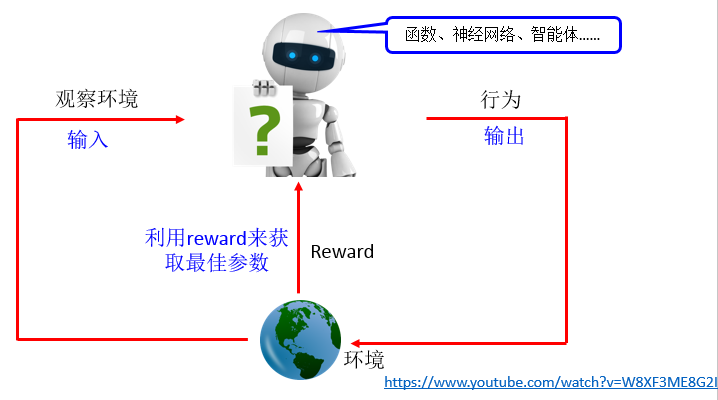 函数、神经网络、智能体......
观察环境
输入
行为
输出
利用reward来获
取最佳参数
Reward
环境
https://www.youtube.com/watch?v=W8XF3ME8G2I